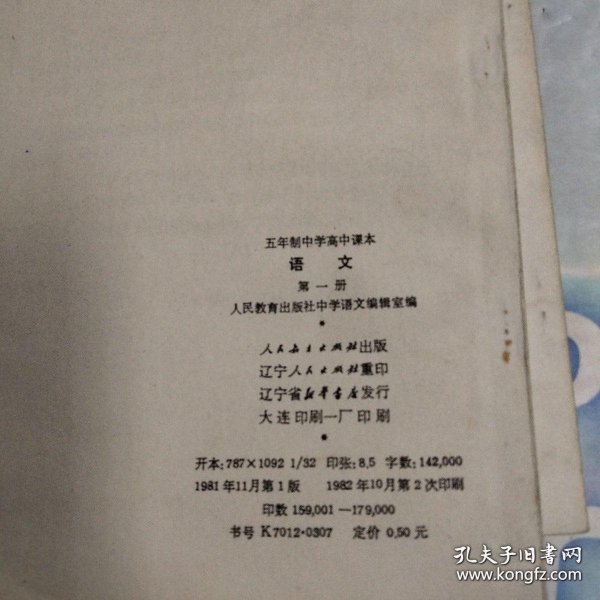 五年制中学高中课本
语文
第一册
人民教育出版社中学语文编辑室编
人民教育出版社出版
辽宁人民出版社重印
辽宁省新华书店发行
大连印刷一厂印刷
开本:787×1092 1/32 印张:8.5 字数:142,000
1981年11月第1版 1982年10月第2次印刷
印数 159,001—179,000
书号 K7012·0307 定价 0.50元
孔夫子旧书网
www.kongfz.com